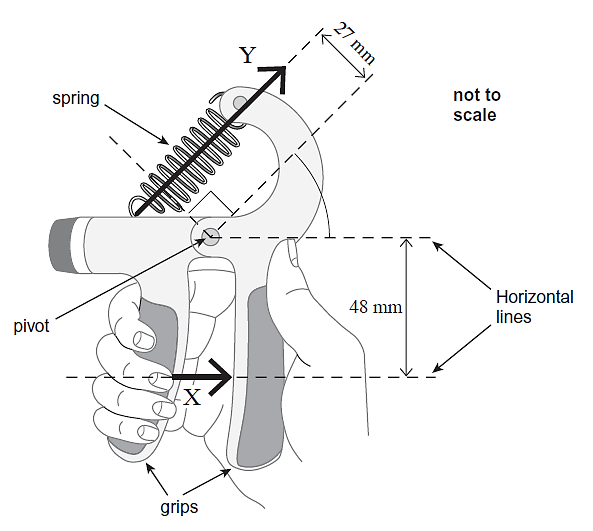 27 mm
Y
spring
not to
scale
48 mm
Horizontal
lines
pivot
X
grips